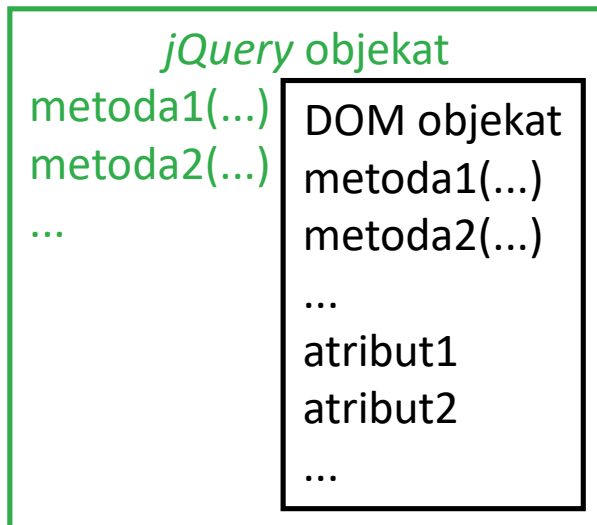 jQuery objekat
metoda1(...)
metoda2(...)
...
DOM objekat
metoda1(...)
metoda2(...)
...
atribut1
atribut2
...